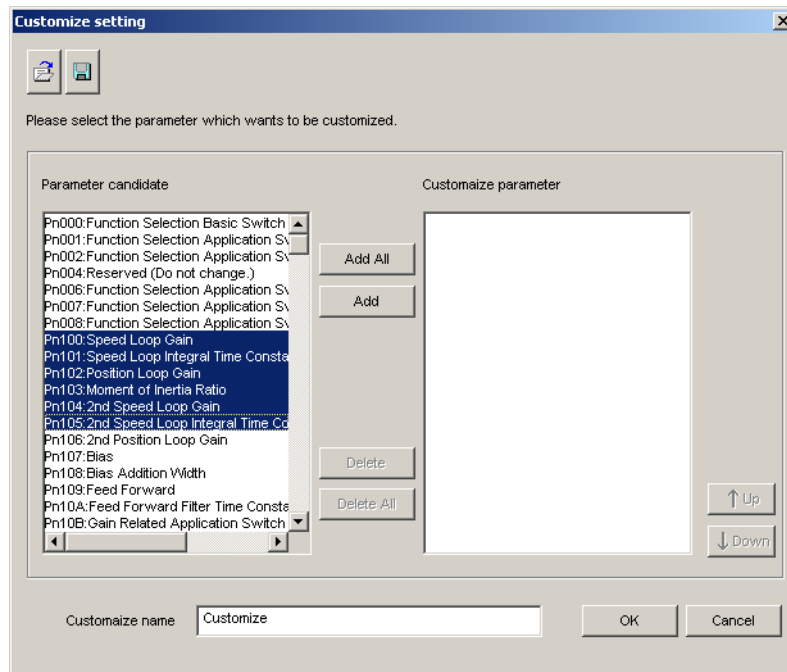 Customize setting
Please select the parameter which wants to be customized.
Parameter candidate
Customaize parameter
Pn000:Function Selection Basic Switch
Pn001:Function Selection Application Sv
Pn002:Function Selection Application Sv
Pn004:Reserved (Do not change.)
Pn006:Function Selection Application Sv
Pn007:Function Selection Application Sv
Pn008:Function Selection Application Sv
Pn100:Speed Loop Gain
Pn101:Speed Loop Integral Time Consta
Pn102:Position Loop Gain
Pn103:Moment of Inertia Ratio
Pn104:2nd Speed Loop Gain
Pn105:2nd Speed Loop Integral Time Co
Pn106:2nd Position Loop Gain
Pn107:Bias
Pn108:Bias Addition Width
Pn109:Feed Forward
Pn10A:Feed Forward Filter Time Consta
Pn10B:Gain Related Application Switch
Add All
Add
Delete
Delete All
Up
Down
Customaize name
Customize
OK
Cancel